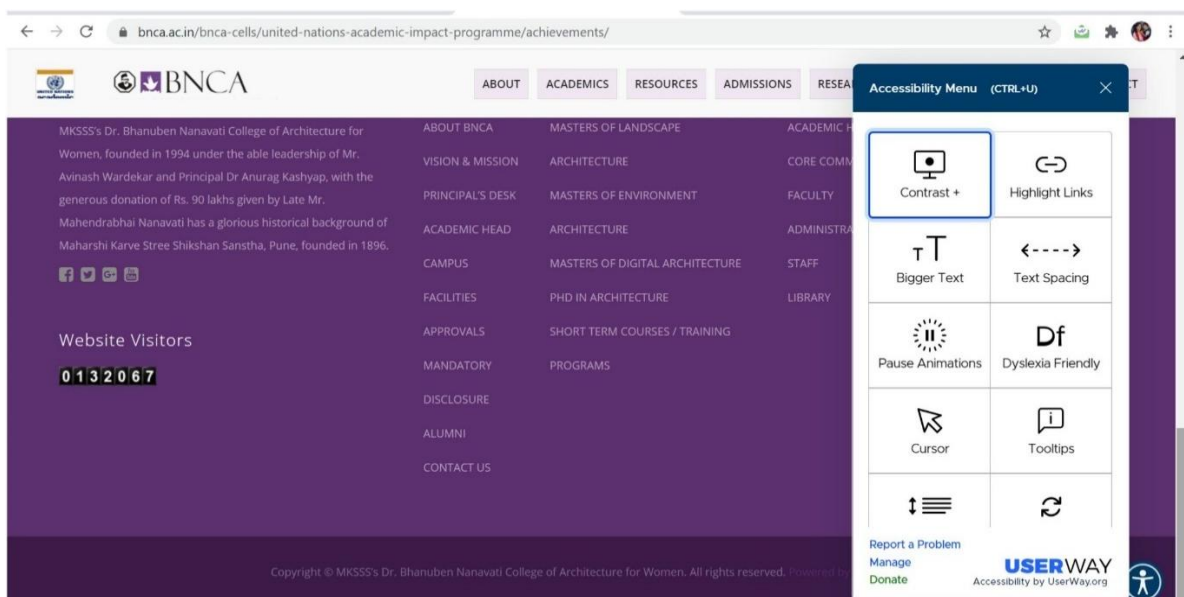 bnca.ac.in/bnca-cells/united-nations-academic-impact-programme/achievements/
BNCA
ABOUT
ACADEMICS
RESOURCES
ADMISSIONS
RESEA
CT
MKSSS's Dr. Bhanuben Nanavati College of Architecture for
Women, founded in 1994 under the able leadership of Mr.
Avinash Wardekar and Principal Dr Anurag Kashyap, with the
generous donation of Rs. 90 lakhs given by Late Mr.
Mahendrabhai Nanavati has a glorious historical background of
Maharshi Karve Stree Shikshan Sanstha, Pune, founded in 1896.
Website Visitors
0132067
ABOUT BNCA
VISION & MISSION
PRINCIPAL'S DESK
ACADEMIC HEAD
CAMPUS
FACILITIES
APPROVALS
MANDATORY
DISCLOSURE
ALUMNI
CONTACT US
MASTERS OF LANDSCAPE
ARCHITECTURE
MASTERS OF ENVIRONMENT
ARCHITECTURE
MASTERS OF DIGITAL ARCHITECTURE
PHD IN ARCHITECTURE
SHORT TERM COURSES / TRAINING
PROGRAMS
ACADEMIC H
CORE COMM
FACULTY
ADMINISTRA
STAFF
LIBRARY
Copyright © MKSSS's Dr. Bhanuben Nanavati College of Architecture for Women. All rights reserved. Powered by
Accessibility Menu (CTRL+U)
Contrast +
Highlight Links
TT
Bigger Text
Text Spacing
Pause Animations
Df
Dyslexia Friendly
Cursor
Tooltips
Report a Problem
Manage
Donate
USERWAY
Accessibility by UserWay.org